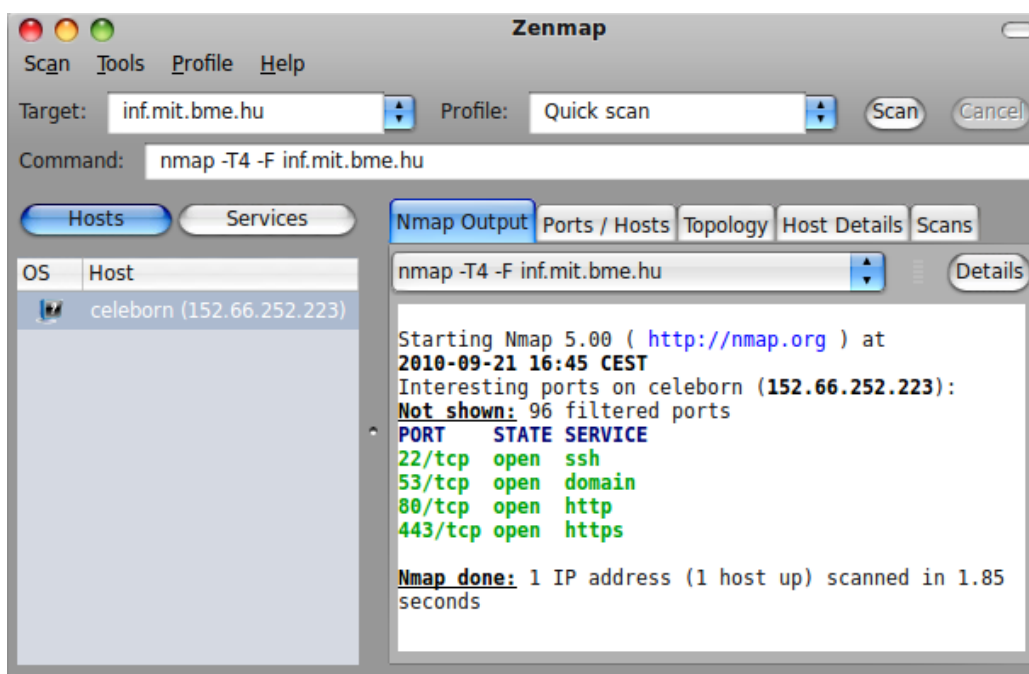 Zenmap
Scan Tools Profile Help
Target: inf.mit.bme.hu Profile: Quick scan Scan Cancel
Command: nmap -T4 -F inf.mit.bme.hu
Hosts Services
Nmap Output Ports / Hosts Topology Host Details Scans
OS Host
nmap -T4 -F inf.mit.bme.hu Details
celeborn (152.66.252.223)
Starting Nmap 5.00 ( http://nmap.org ) at
2010-09-21 16:45 CEST
Interesting ports on celeborn (152.66.252.223):
Not shown: 96 filtered ports
PORT STATE SERVICE
22/tcp open ssh
53/tcp open domain
80/tcp open http
443/tcp open https
Nmap done: 1 IP address (1 host up) scanned in 1.85
seconds